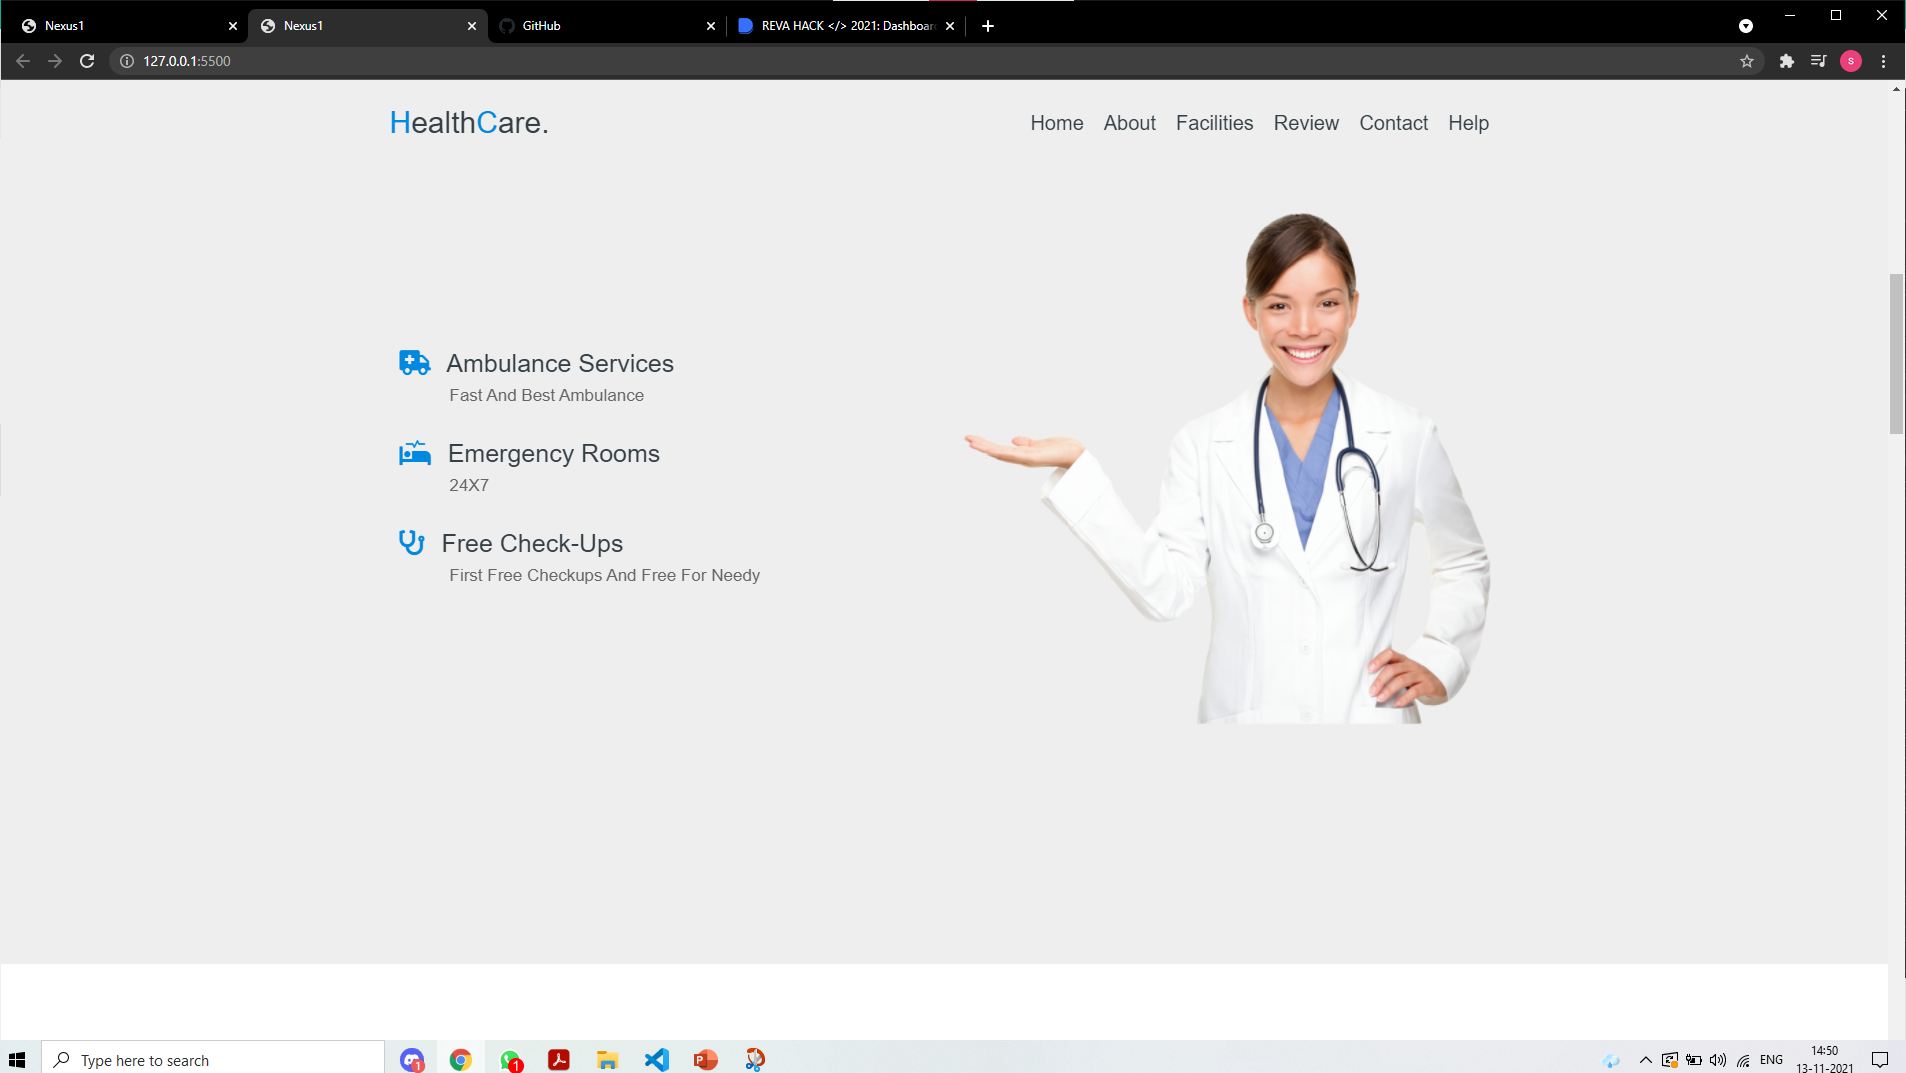 Nexus1
Nexus1
GitHub
REVA HACK </> 2021: Dashboar
127.0.0.1:5500
S
HealthCare.
Home About Facilities Review Contact Help
Ambulance Services
Fast And Best Ambulance
Emergency Rooms
24X7
Free Check-Ups
First Free Checkups And Free For Needy
Type here to search
1
1
ENG
14:50
13-11-2021